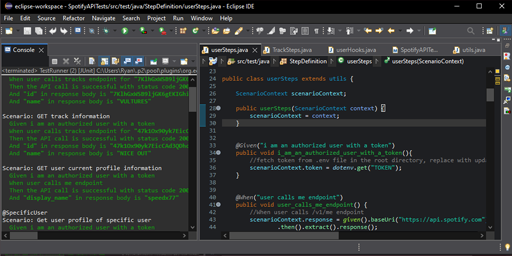 eclipse-workspace - SpotifyAPITests/src/test/java/StepDefinition/userSteps.java - Eclipse IDE
File Edit Source Refactor Navigate Search Project Run Window Help
Console
<terminated> TestRunner (2) [JUnit] C:\Users\Ryan\.p2\pool\plugins\org.e
When user calls tracks endpoint for
Then the API call is successful with status code 200
And "id" in response body is
And "name" in response body is "VULTURES"
Scenario: GET track information
Given i am an authorized user with a token
When user calls tracks endpoint for
Then the API call is successful with status code 200
And "id" in response body is
And "name" in response body is "NICE OUT"
Scenario: GET user current profile information
Given i am an authorized user with a token
When user calls me endpoint
Then the API call is successful with status code 200
And "display_name" in response body is "speedx77"
@SpecificUser
Scenario: Get user profile of specific user
Given i am an authorized user with a token
userSteps.java TrackSteps.java userHooks.java SpotifyAPITe... utils.java
src/test/java StepDefinition userSteps userSteps(ScenarioContext)
23
24 public class userSteps extends utils {
25
26 ScenarioContext scenarioContext;
27
28 public userSteps(ScenarioContext context) {
29 scenarioContext = context;
30 }
31
32
33 @Given("i am an authorized user with a token")
34 public void i_am_an_authorized_user_with_a_token(){
35 //fetch token from .env file in the root directory, replace with upda
36 scenarioContext.token = dotenv.get("TOKEN");
37 }
38
39
40 @When("user calls me endpoint")
41 public void user_calls_me_endpoint() {
42 //When user calls /v1/me endpoint
43 scenarioContext.response = given().baseUri("https://api.spotify.com"
44 .then().extract().response();